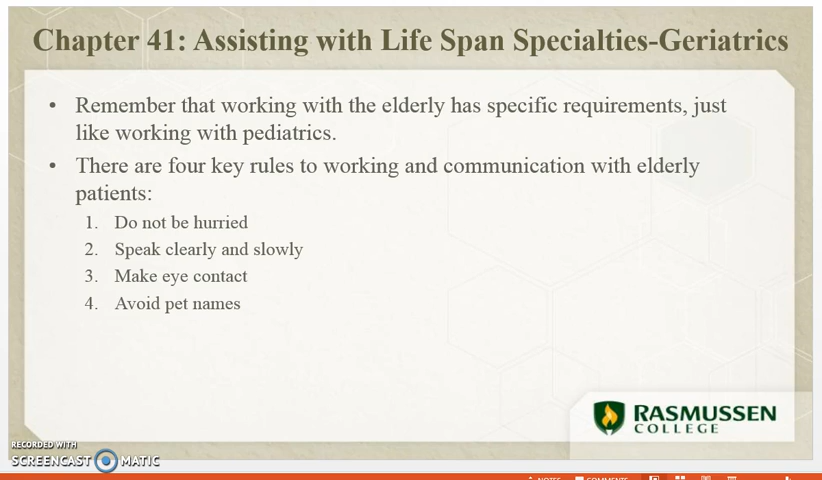 Chapter 41: Assisting with Life Span Specialties-Geriatrics
• Remember that working with the elderly has specific requirements, just
like working with pediatrics.
• There are four key rules to working and communication with elderly
patients:
1. Do not be hurried
2. Speak clearly and slowly
3. Make eye contact
4. Avoid pet names
RASMUSSEN
COLLEGE
RECORDED WITH
SCREENCAST MATIC
NOTES COMMENTS